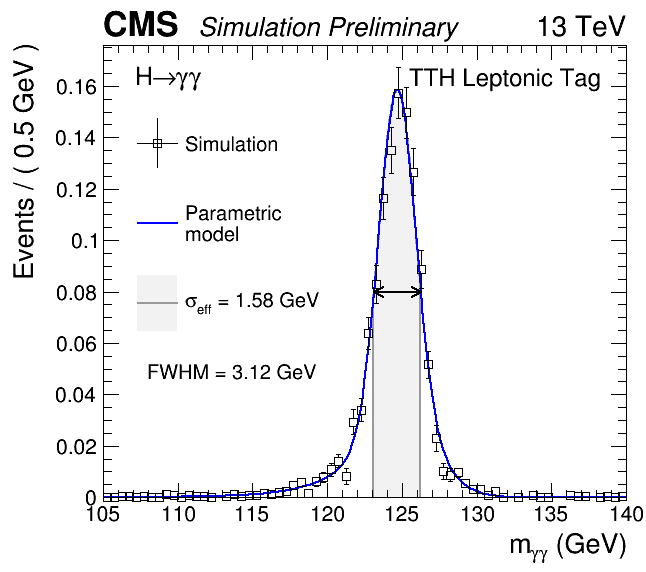 CMS Simulation Preliminary 13 TeV
H→γγ
TTH Leptonic Tag
Simulation
Parametric
model
σeff = 1.58 GeV
FWHM = 3.12 GeV
Events / ( 0.5 GeV )
0.16
0.14
0.12
0.1
0.08
0.06
0.04
0.02
0
105 110 115 120 125 130 135 140
mγγ (GeV)